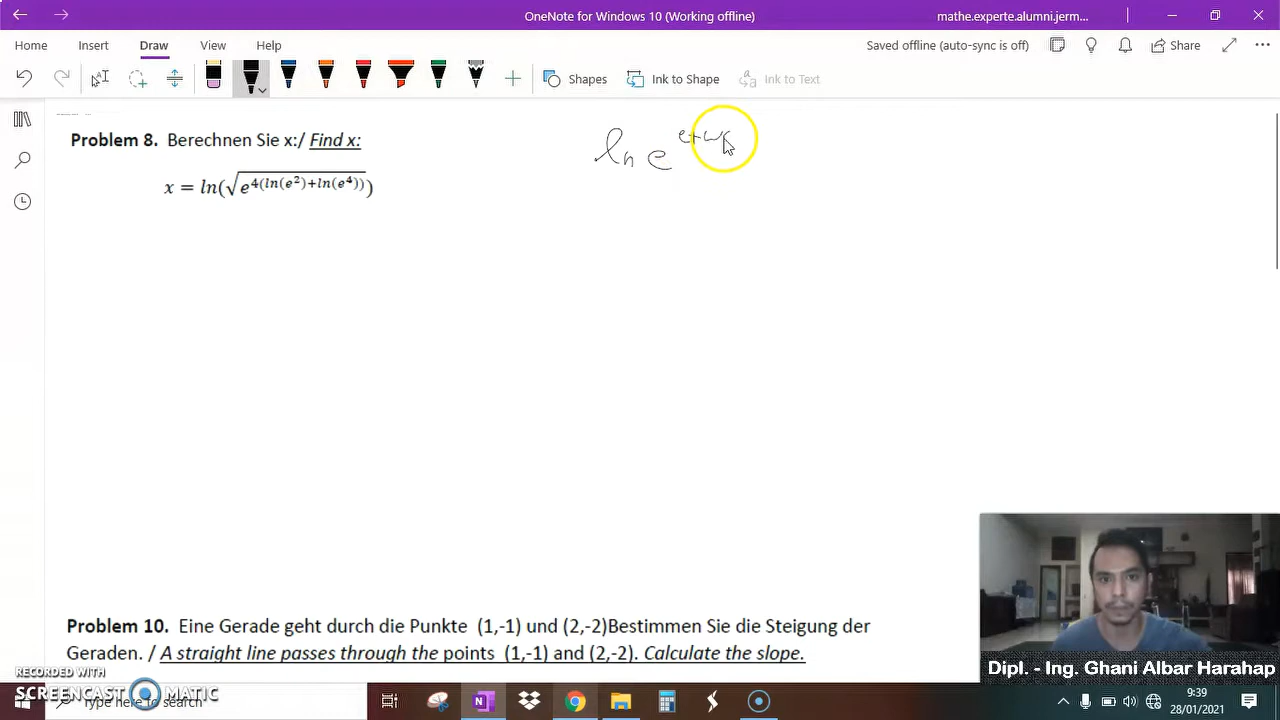 OneNote for Windows 10 (Working offline)
mathe.experte.alumni.jerm...
Home Insert Draw View Help
Saved offline (auto-sync is off)
Share
Shapes
Ink to Shape
Ink to Text
Problem 8. Berechnen Sie x:/ Find x:
ln e^etwas
x = ln(√e^4(ln(e^2)+ln(e^4)))
Problem 10. Eine Gerade geht durch die Punkte (1,-1) und (2,-2)Bestimmen Sie die Steigung der
Geraden. / A straight line passes through the points (1,-1) and (2,-2). Calculate the slope.
Dipl. - Ing. Ghani Albar Harahap
RECORDED WITH
SCREENCAST MATIC
Type here to search
9:39
28/01/2021